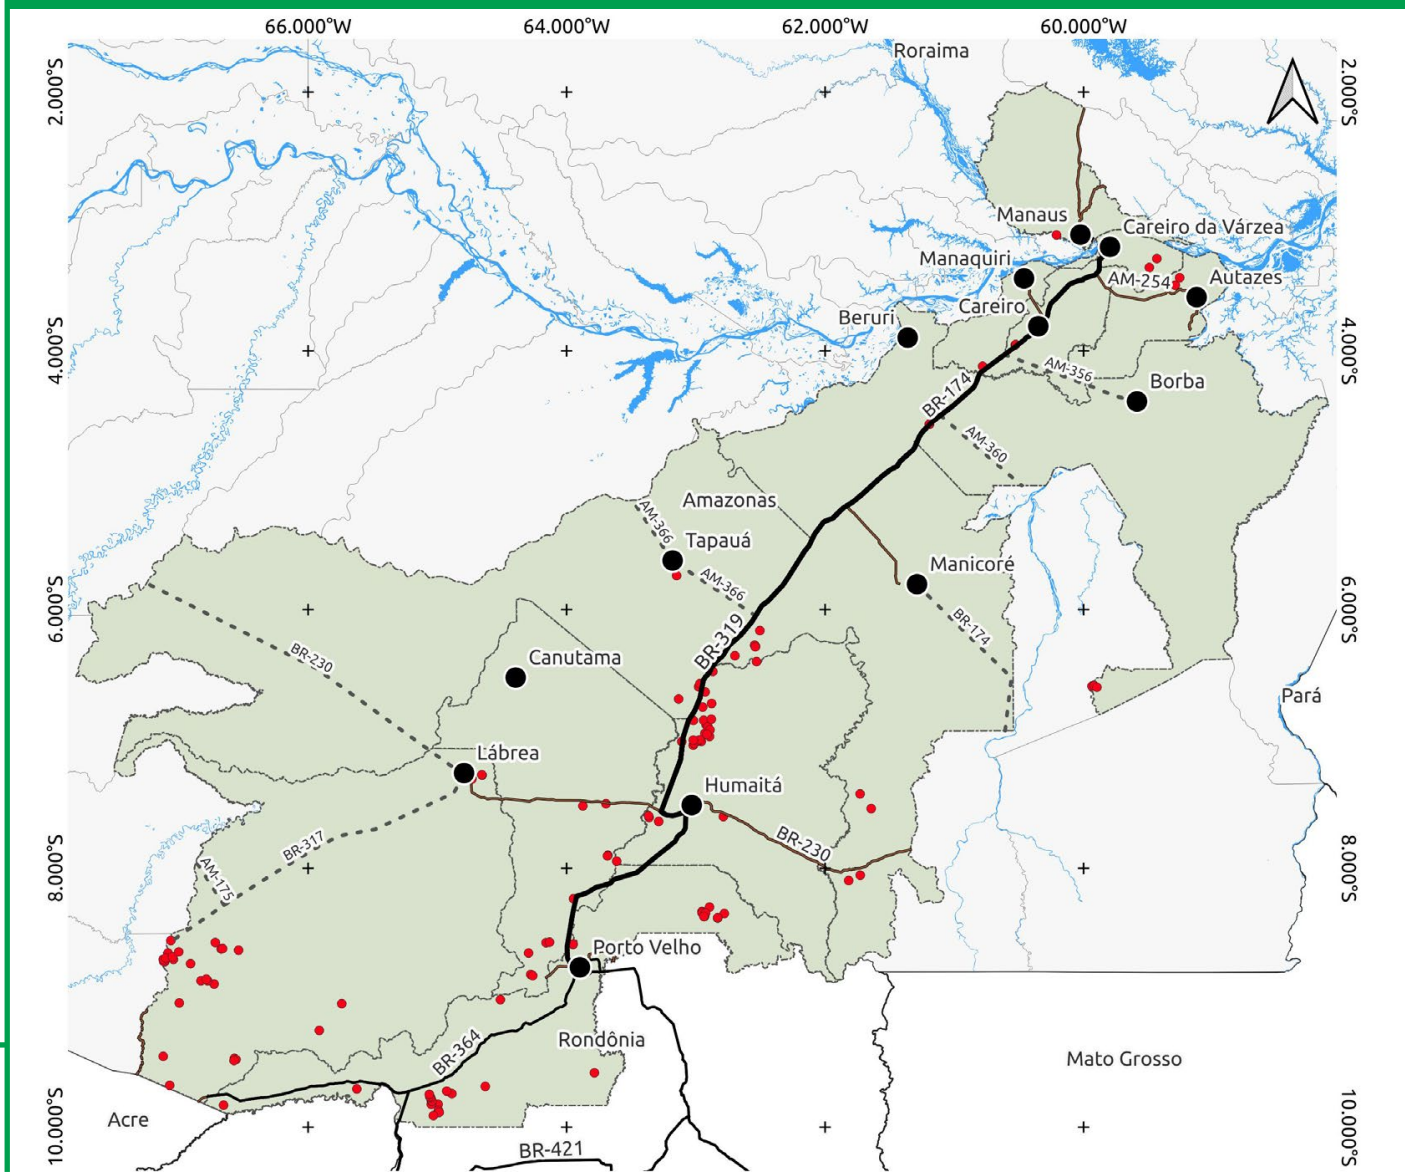 66.000°W
64.000°W
62.000°W
60.000°W
Roraima
2.000°S
2.000°S
Manaus
Careiro da Várzea
Manaquiri
AM-254
Autazes
Careiro
Beruri
4.000°S
4.000°S
AM-356
Borba
BR-174
AM-360
Amazonas
AM-366
Tapauá
AM-366
Manicoré
6.000°S
6.000°S
BR-174
BR-319
BR-230
Canutama
Pará
Lábrea
Humaitá
BR-317
BR-230
AM-175
8.000°S
8.000°S
Porto Velho
BR-364
Rondônia
Mato Grosso
Acre
10.000°S
10.000°S
BR-421